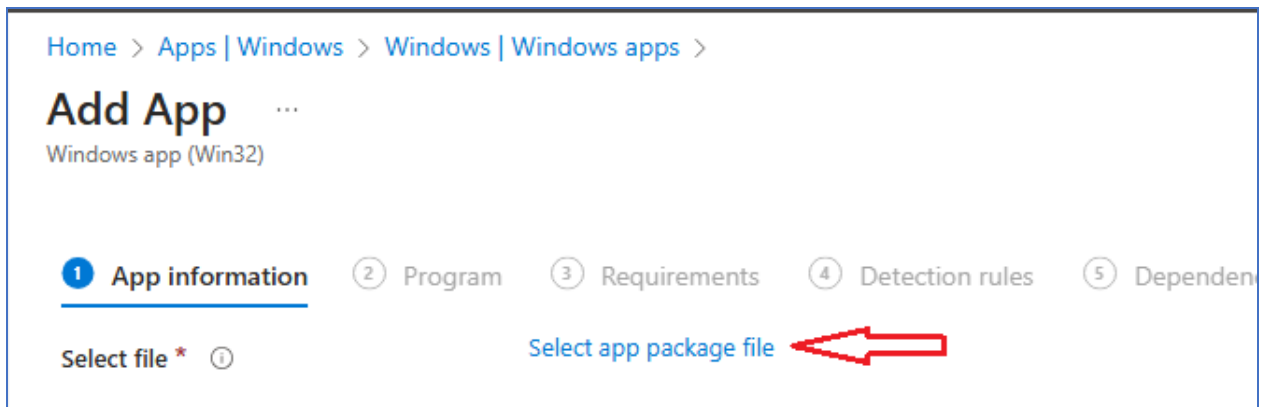 Home > Apps | Windows > Windows | Windows apps >
Add App ...
Windows app (Win32)
1 App information 2 Program 3 Requirements 4 Detection rules 5 Dependen
Select file * Select app package file